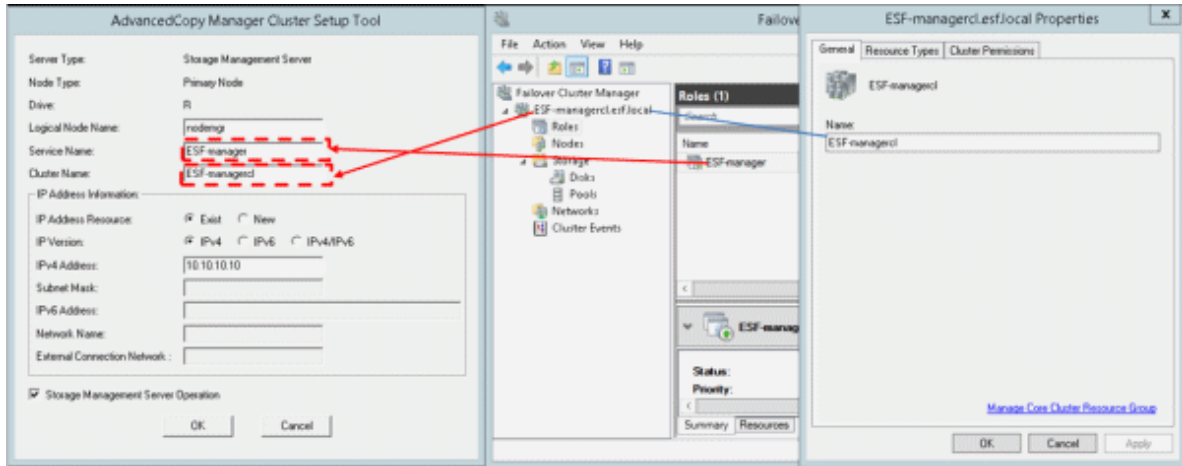 AdvancedCopy Manager Cluster Setup Tool
Server Type: Storage Management Server
Node Type: Primary Node
Drive: R
Logical Node Name: nodemgr
Service Name: ESF-manager
Cluster Name: ESF-managercl
IP Address Information:
IP Address Resource: Exist New
IP Version: IPv4 IPv6 IPv4/IPv6
IPv4 Address: 10.10.10.10
Subnet Mask:
IPv6 Address:
Network Name:
External Connection Network :
Storage Management Server Operation
OK Cancel
Failove
File Action View Help
Failover Cluster Manager
ESF-managercl.esf.local
Roles
Nodes
Storage
Disks
Pools
Networks
Cluster Events
Roles (1)
Search
Name
ESF-manager
ESF-manag
Status:
Priority:
Summary Resources
ESF-managercl.esf.local Properties
General Resource Types Cluster Permissions
ESF-managercl
Name:
ESF-managercl
Manage Core Cluster Resource Group
OK Cancel Apply